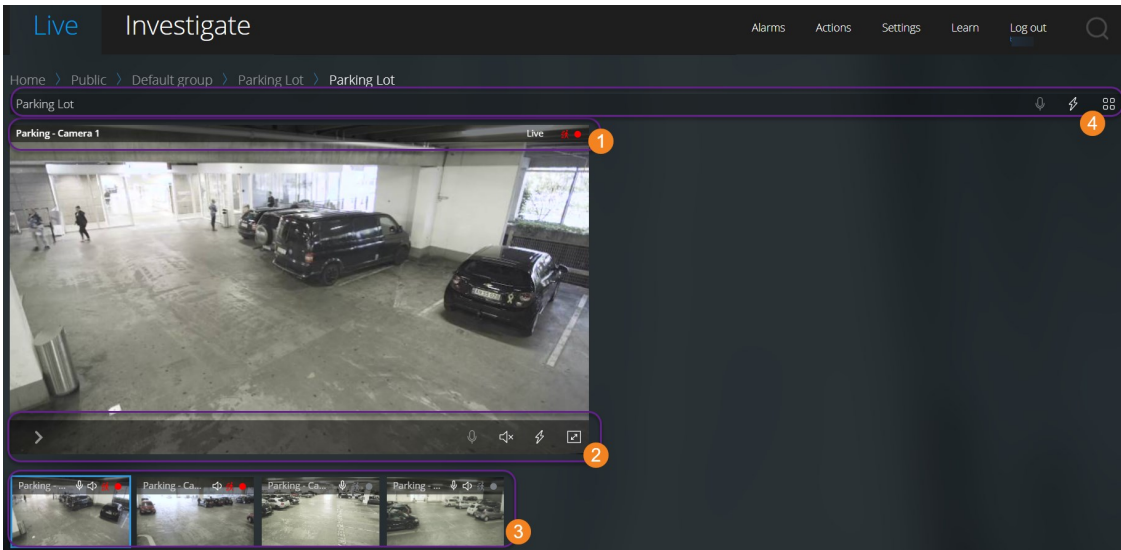 Live Investigate Alarms Actions Settings Learn Log out
Home > Public > Default group > Parking Lot > Parking Lot
Parking Lot
4
Parking - Camera 1 Live
1
2
Parking - ... Parking - Ca... Parking - Ca... Parking - ...
3